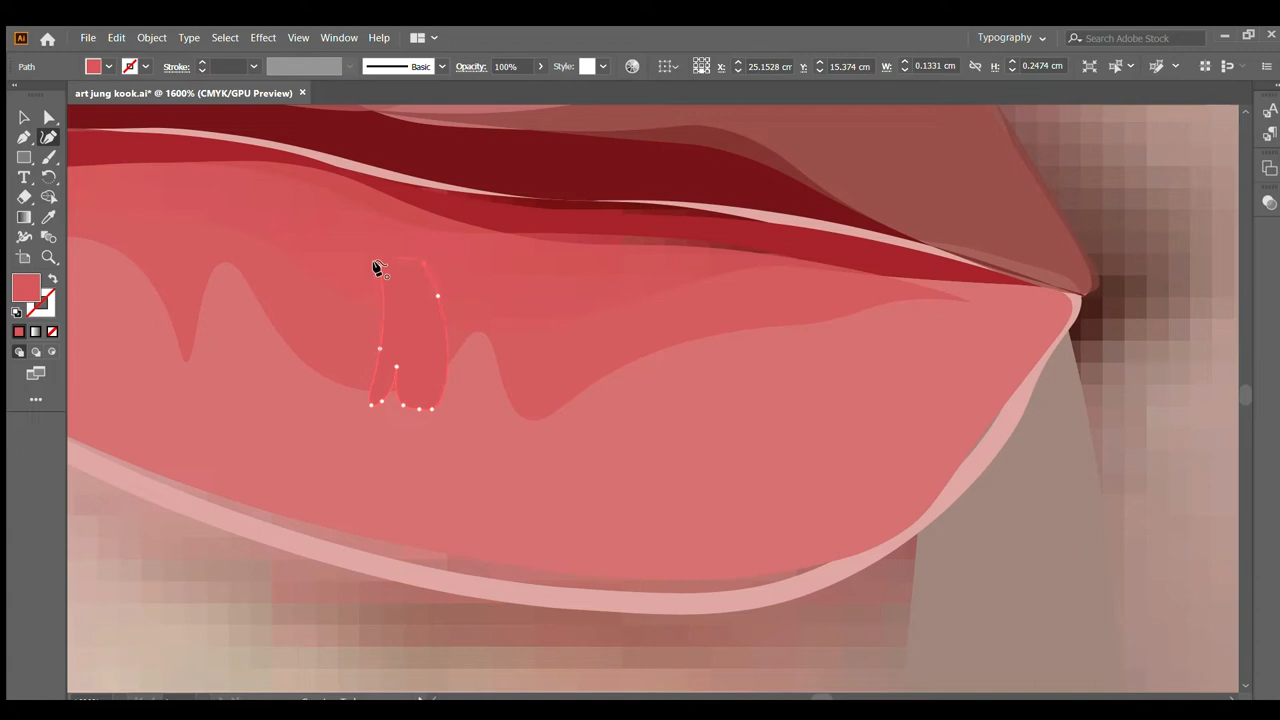 Ai File Edit Object Type Select Effect View Window Help Typography Search Adobe Stock
Path Stroke: Basic Opacity: 100% Style: X: 25.1528 cm Y: 15.374 cm W: 0.1331 cm H: 0.2474 cm
art jung kook.ai* @ 1600% (CMYK/GPU Preview)